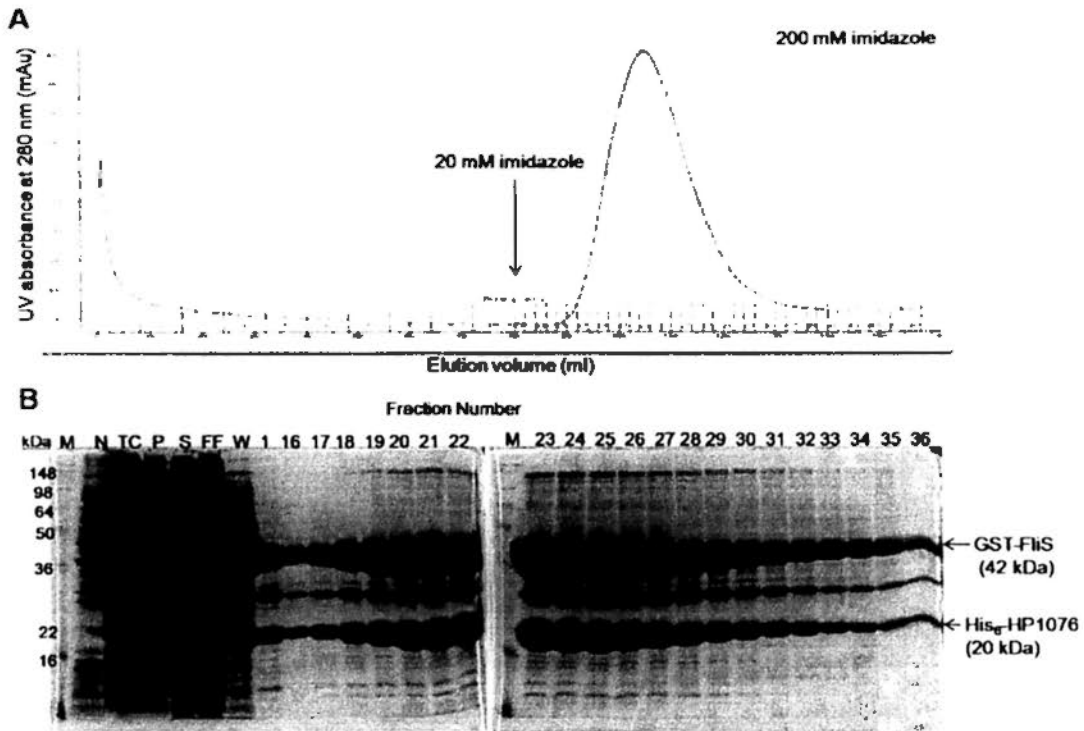 A
200 mM imidazole
20 mM imidazole
UV absorbance at 280 nm (mAu)
Elution volume (ml)
B
Fraction Number
kDa M N TC P S FF W 1 16 17 18 19 20 21 22 M 23 24 25 26 27 28 29 30 31 32 33 34 35 36
148
98
64
50
GST-FliS
36
(42 kDa)
22
His6-HP1076
16
(20 kDa)